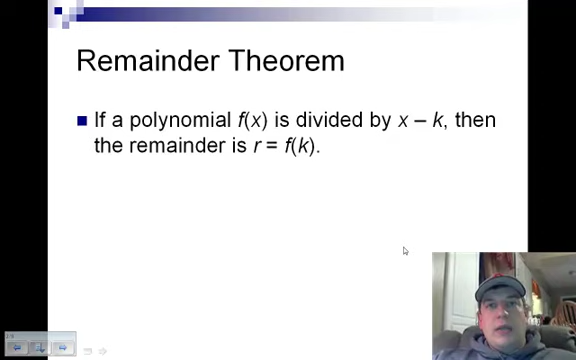 Remainder Theorem
If a polynomial f(x) is divided by x – k, then
the remainder is r = f(k).